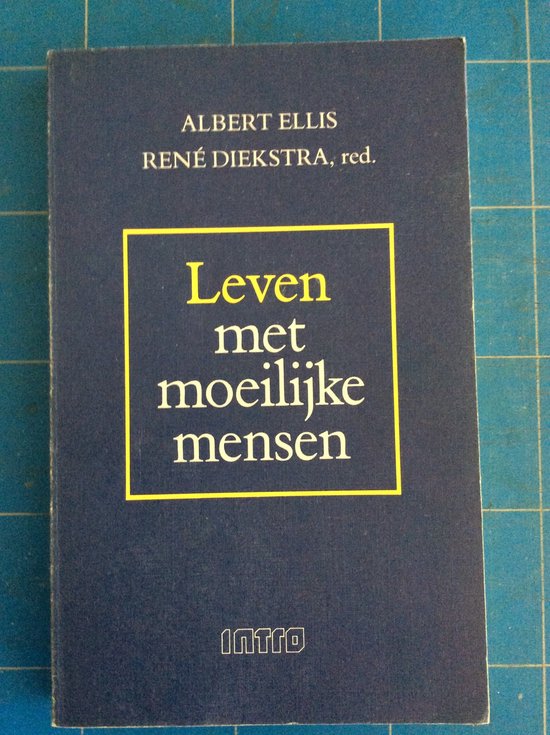 ALBERT ELLIS
RENÉ DIEKSTRA, red.
Leven
met
moeilijke
mensen
INTRO